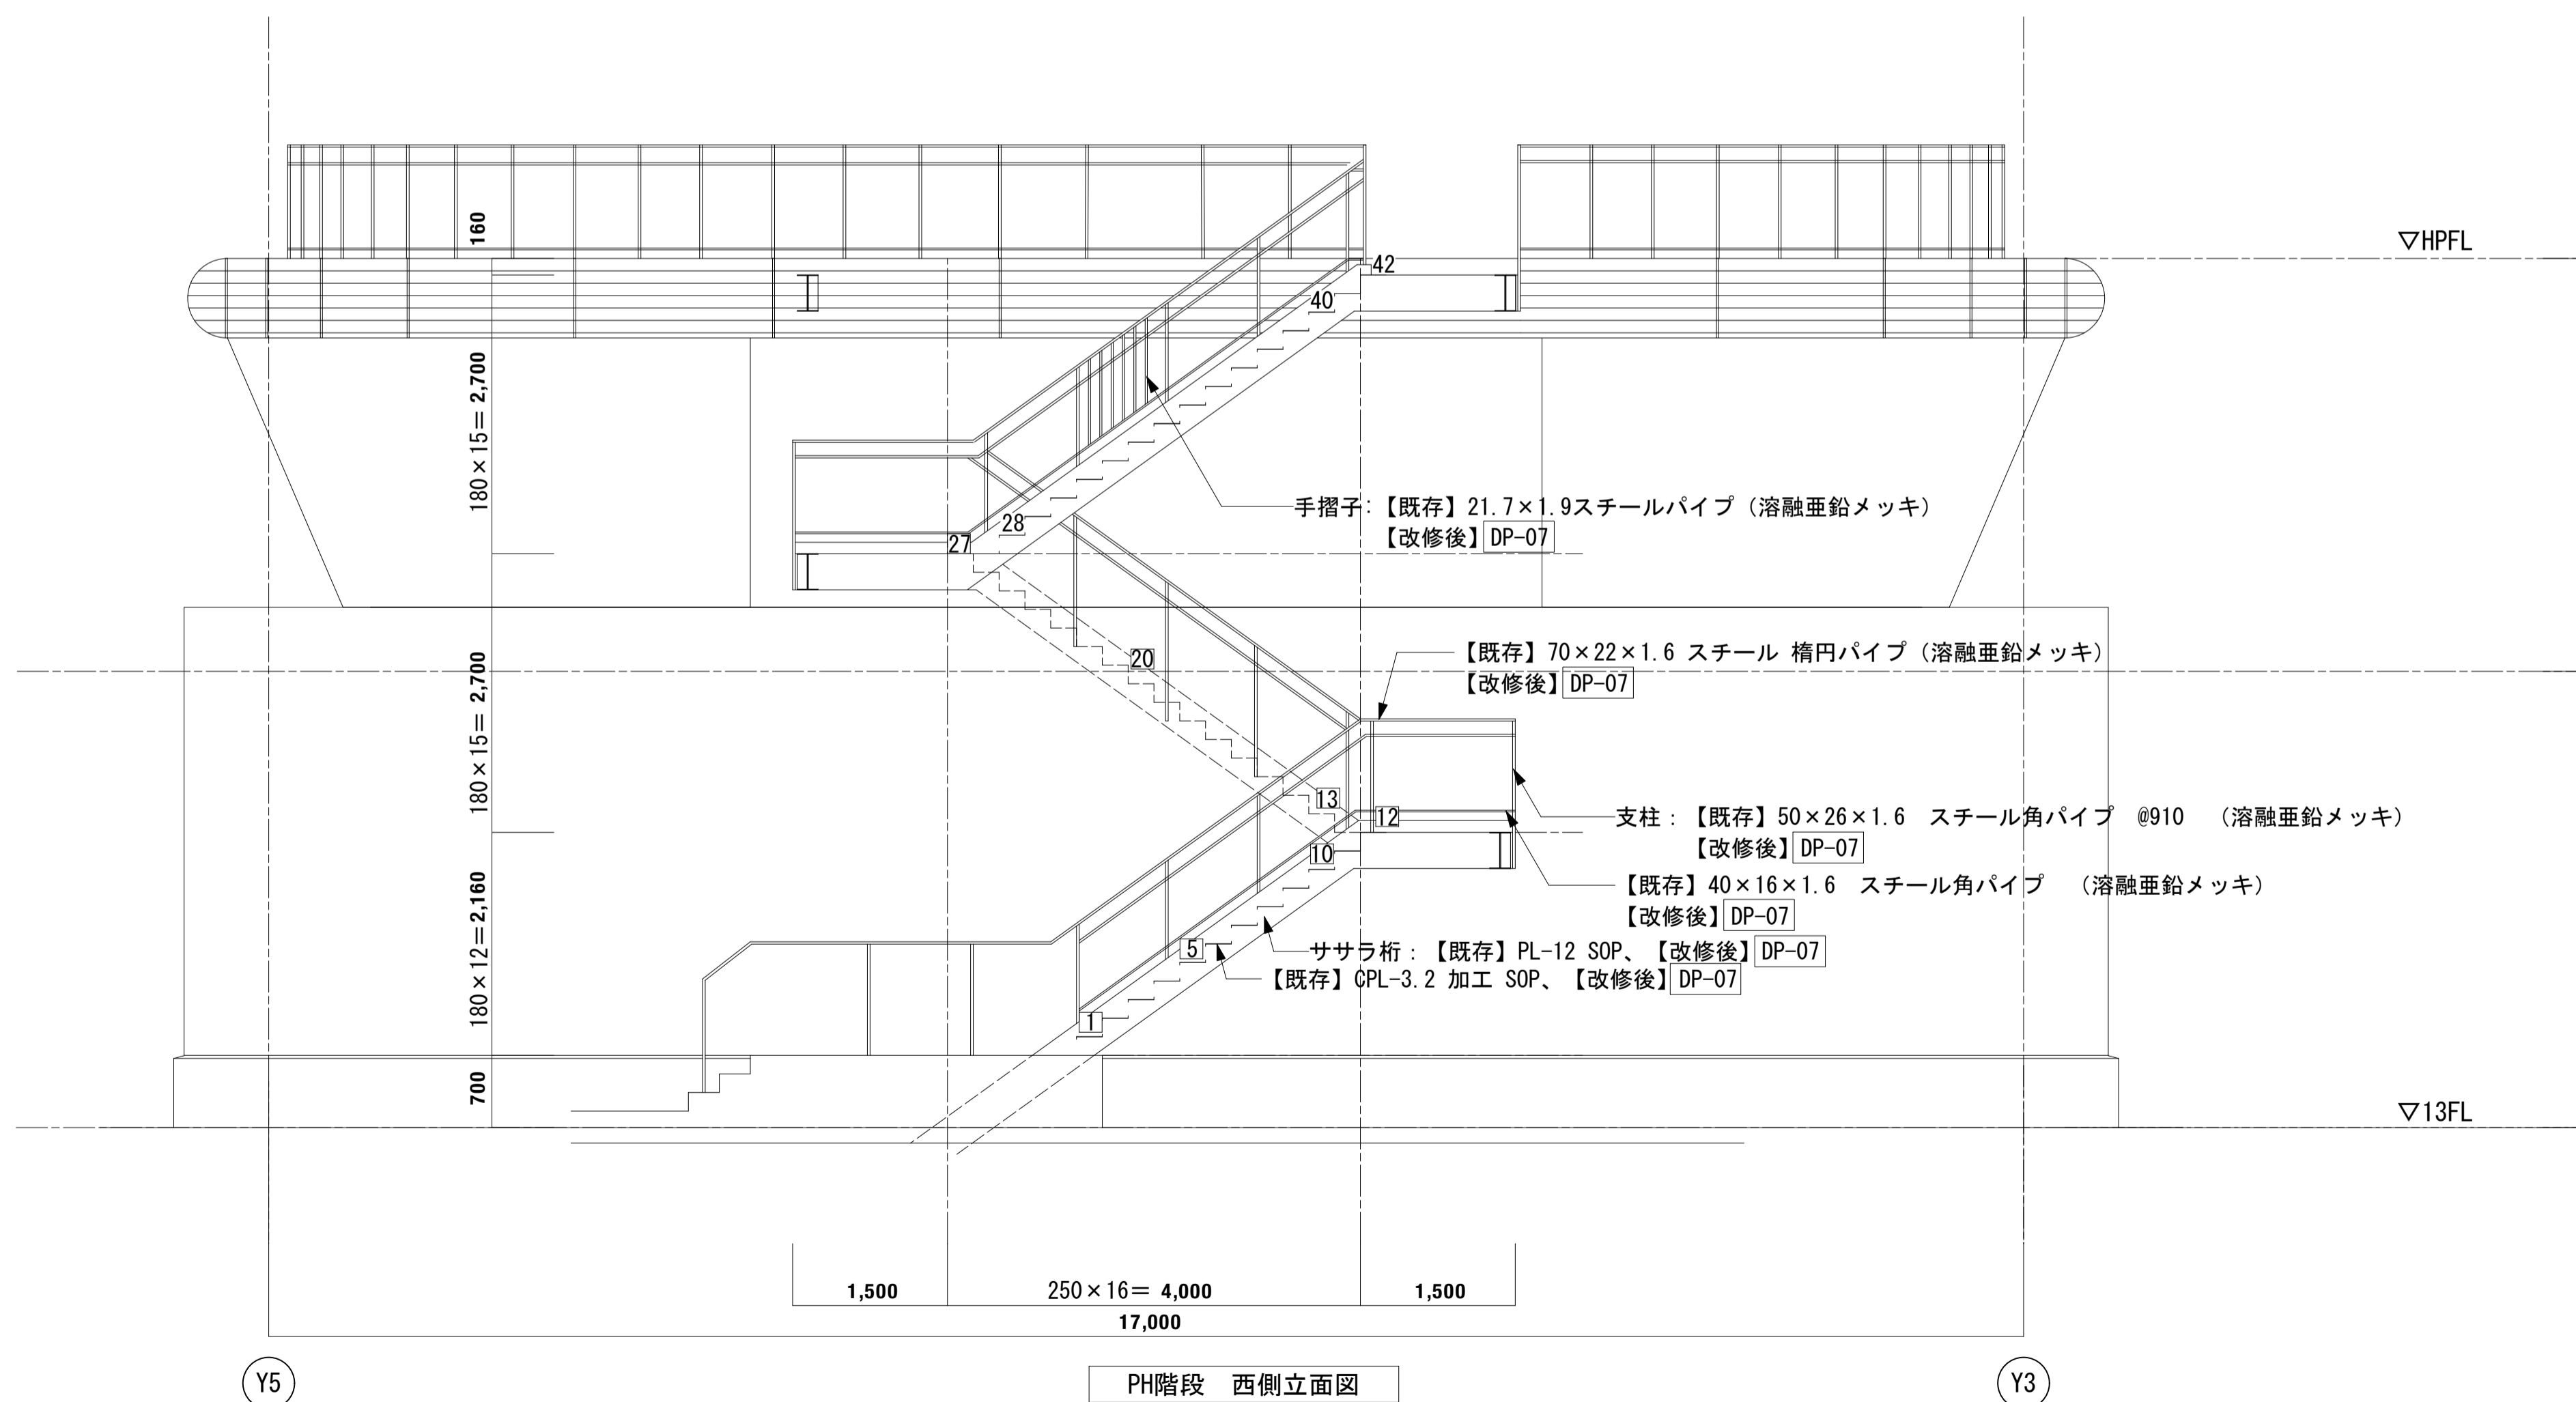 160
▽HPFL
42
40
180×15＝ 2,700
手摺子：【既存】21.7×1.9スチールパイプ（溶融亜鉛メッキ）
【改修後】DP-07
28
27
【既存】70×22×1.6 スチール 楕円パイプ（溶融亜鉛メッキ）
【改修後】DP-07
20
180×15＝ 2,700
13
12
10
支柱：【既存】50×26×1.6　スチール角パイプ　@910　（溶融亜鉛メッキ）
【改修後】DP-07
【既存】40×16×1.6　スチール角パイプ　（溶融亜鉛メッキ）
【改修後】DP-07
180×12＝2,160
5
ササラ桁：【既存】PL-12 SOP、【改修後】DP-07
【既存】CPL-3.2 加工 SOP、【改修後】DP-07
1
700
▽13FL
1,500
250×16＝ 4,000
1,500
17,000
Y5
PH階段　西側立面図
Y3